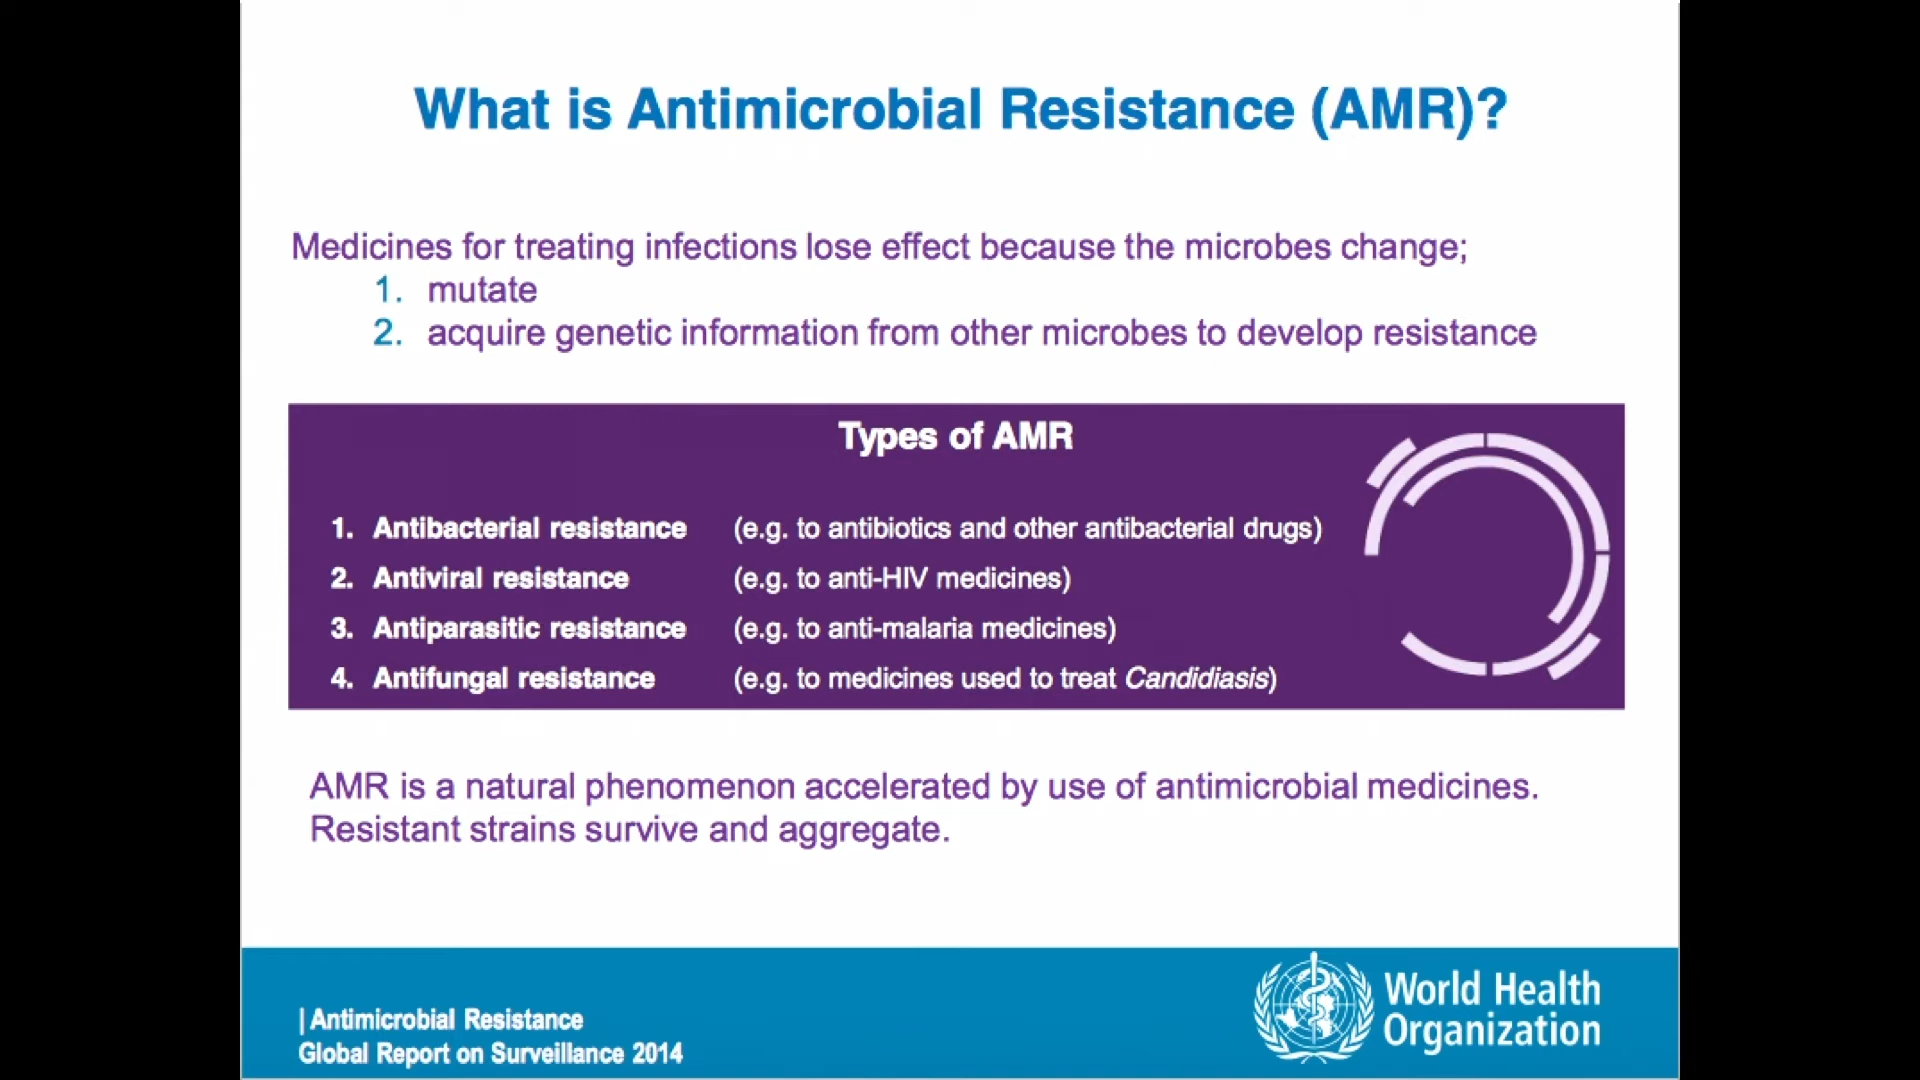 What is Antimicrobial Resistance (AMR)?
Medicines for treating infections lose effect because the microbes change;
1. mutate
2. acquire genetic information from other microbes to develop resistance
Types of AMR
1. Antibacterial resistance (e.g. to antibiotics and other antibacterial drugs)
2. Antiviral resistance (e.g. to anti-HIV medicines)
3. Antiparasitic resistance (e.g. to anti-malaria medicines)
4. Antifungal resistance (e.g. to medicines used to treat Candidiasis)
AMR is a natural phenomenon accelerated by use of antimicrobial medicines.
Resistant strains survive and aggregate.
| Antimicrobial Resistance
Global Report on Surveillance 2014
World Health
Organization